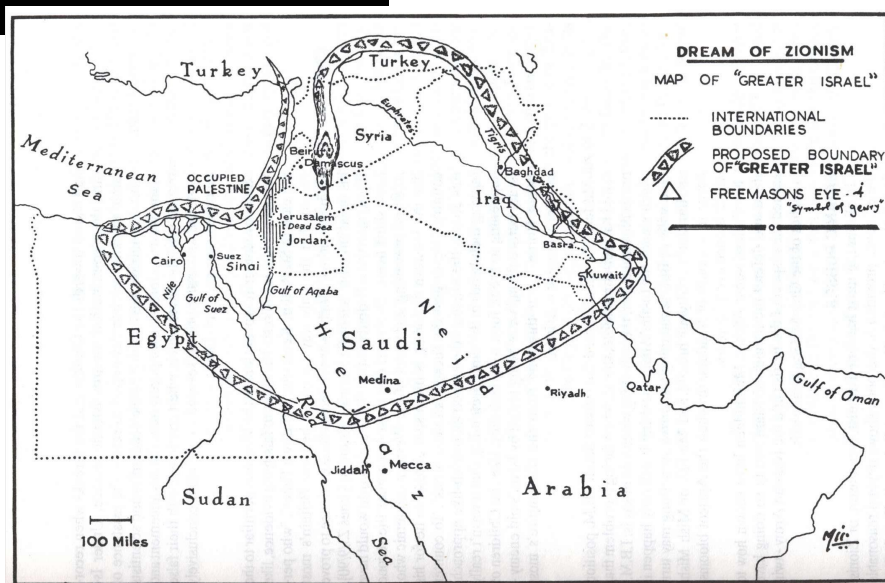 DREAM OF ZIONISM
MAP OF "GREATER ISRAEL"
INTERNATIONAL
BOUNDARIES
PROPOSED BOUNDARY
OF "GREATER ISRAEL"
FREEMASONS EYE
"Symbol of jewry"
Turkey
Turkey
Mediterranean
Sea
OCCUPIED
PALESTINE
Beirut
Damascus
Syria
Euphrates
Tigris
Baghdad
Iraq
Basra
Kuwait
Jerusalem
Dead Sea
Jordan
Cairo
Suez
Sinai
Nile
Gulf of
Suez
Gulf of Aqaba
Egypt
Hejaz
Nejd
Saudi
Medina
Riyadh
Qatar
Gulf of Oman
Jiddah
Mecca
Red
Sea
Sudan
Arabia
100 Miles